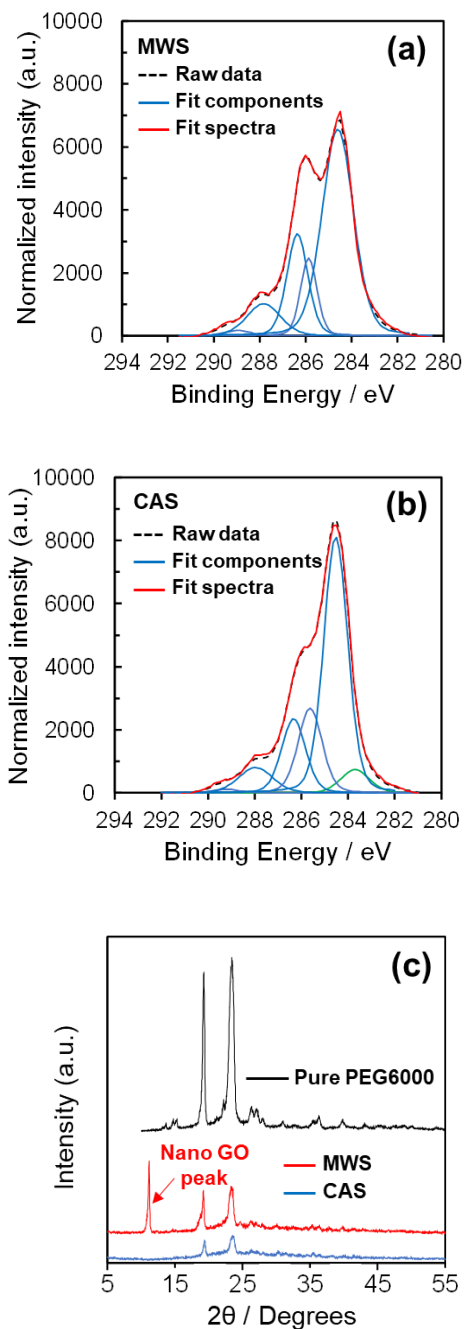 (a)
MWS
Raw data
Fit components
Fit spectra
10000
8000
6000
4000
2000
0
Normalized intensity (a.u.)
294 292 290 288 286 284 282 280
Binding Energy / eV
(b)
CAS
Raw data
Fit components
Fit spectra
10000
8000
6000
4000
2000
0
Normalized intensity (a.u.)
294 292 290 288 286 284 282 280
Binding Energy / eV
(c)
Intensity (a.u.)
Pure PEG6000
Nano GO
peak
MWS
CAS
5 15 25 35 45 55
2θ / Degrees